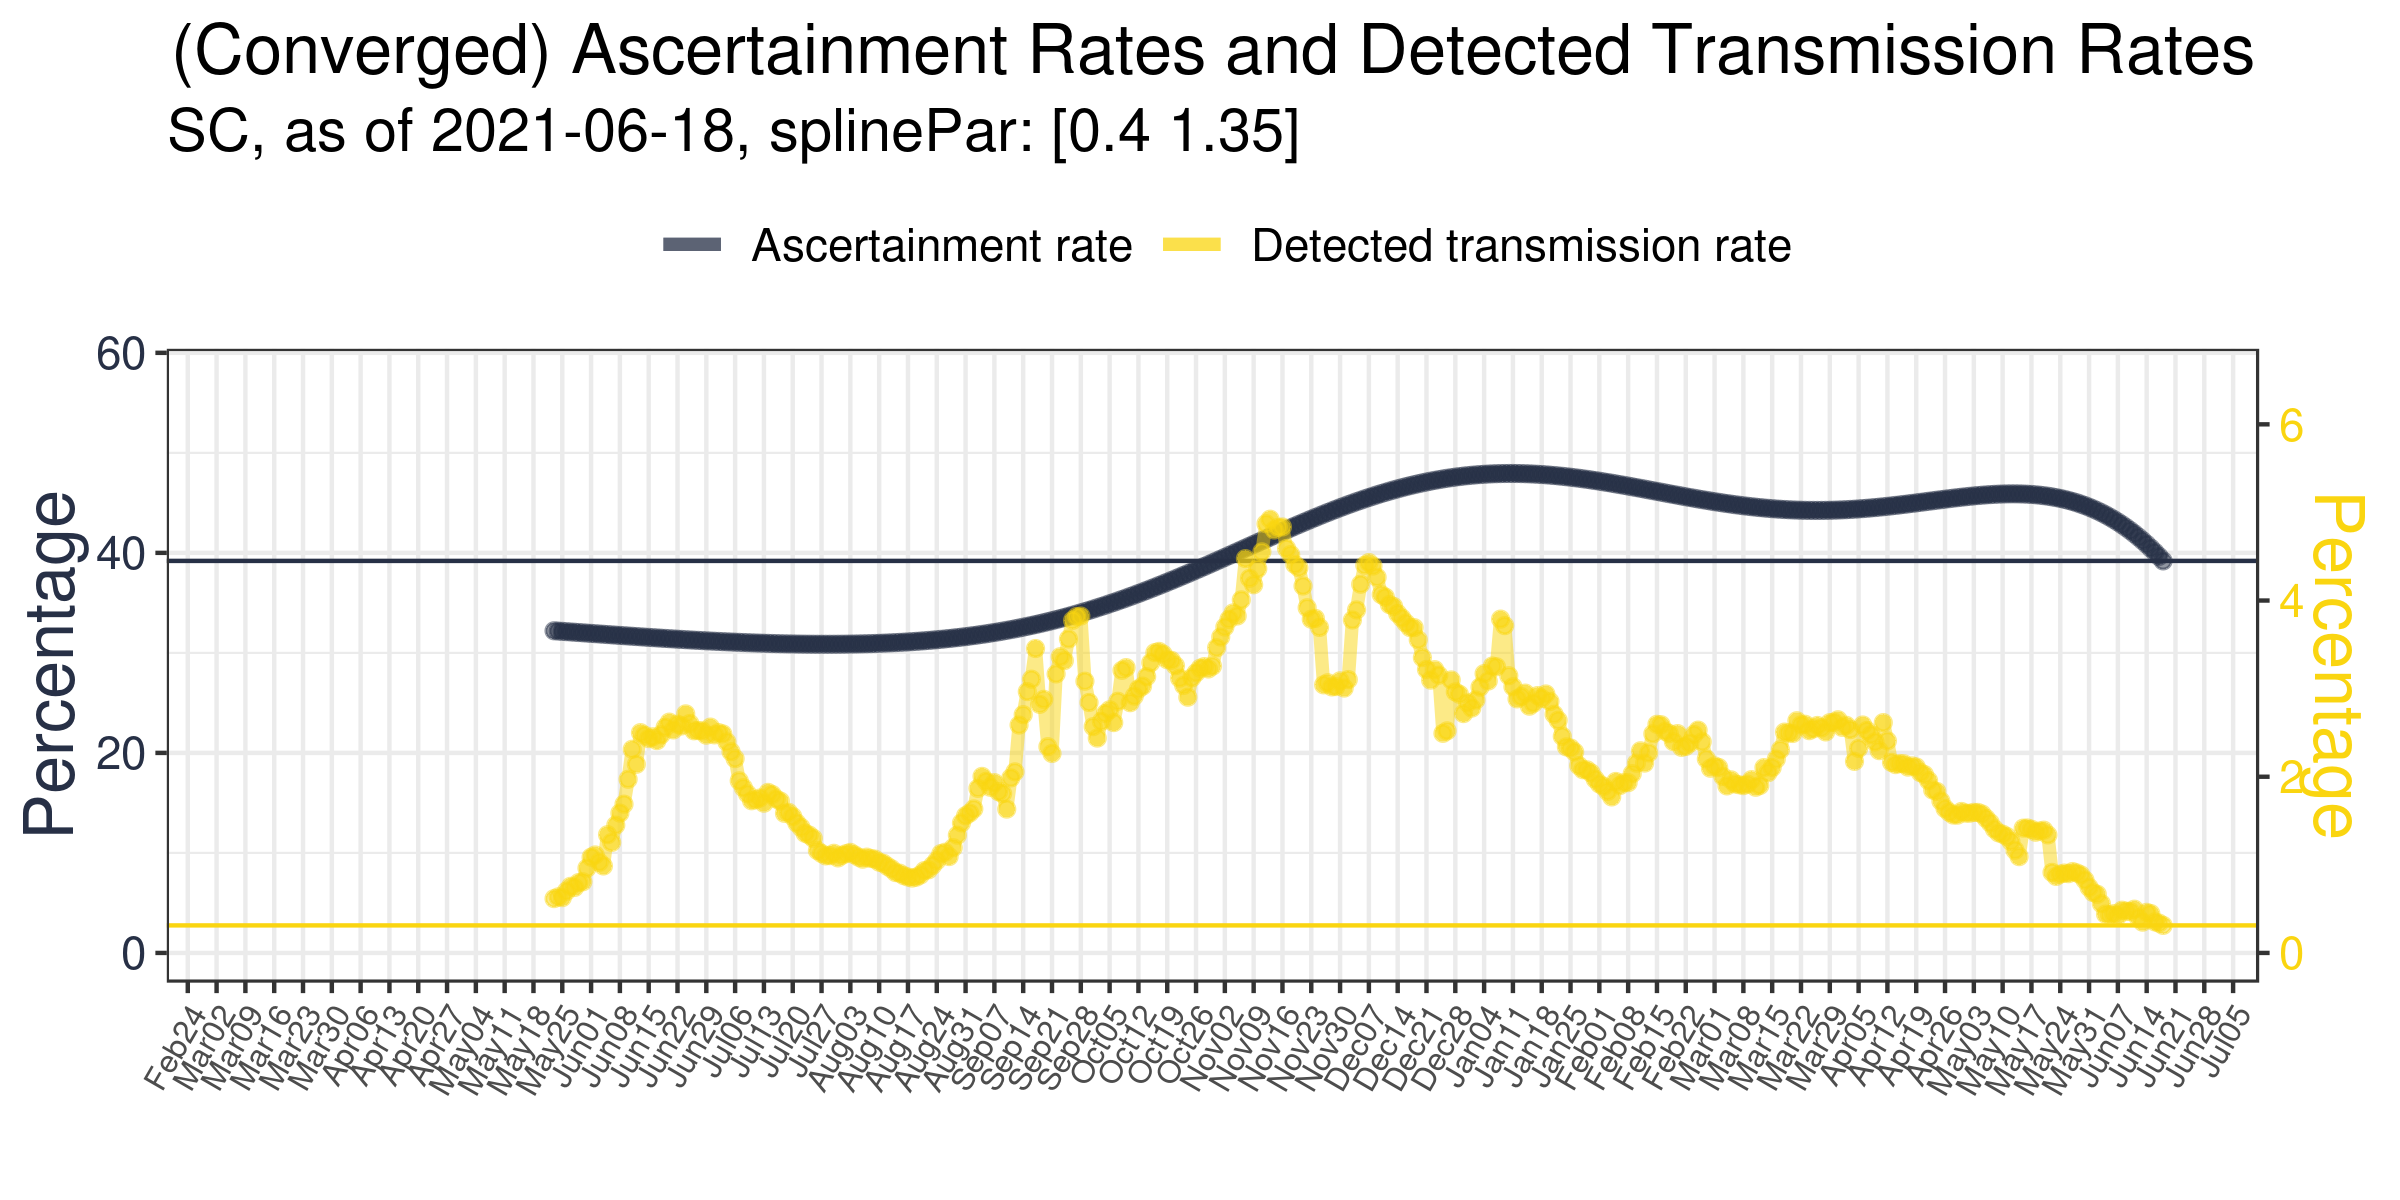 (Converged) Ascertainment Rates and Detected Transmission Rates
SC, as of 2021-06-18, splinePar: [0.4 1.35]
Ascertainment rate
Detected transmission rate
Percentage
60
40
20
0
6
4
2
0
Percentage
Feb24
Mar02
Mar09
Mar16
Mar23
Mar30
Apr06
Apr13
Apr20
Apr27
May04
May11
May18
May25
Jun01
Jun08
Jun15
Jun22
Jun29
Jul06
Jul13
Jul20
Jul27
Aug03
Aug10
Aug17
Aug24
Aug31
Sep07
Sep14
Sep21
Sep28
Oct05
Oct12
Oct19
Oct26
Nov02
Nov09
Nov16
Nov23
Nov30
Dec07
Dec14
Dec21
Dec28
Jan04
Jan11
Jan18
Jan25
Feb01
Feb08
Feb15
Feb22
Mar01
Mar08
Mar15
Mar22
Mar29
Apr05
Apr12
Apr19
Apr26
May03
May10
May17
May24
May31
Jun07
Jun14
Jun21
Jun28
Jul05